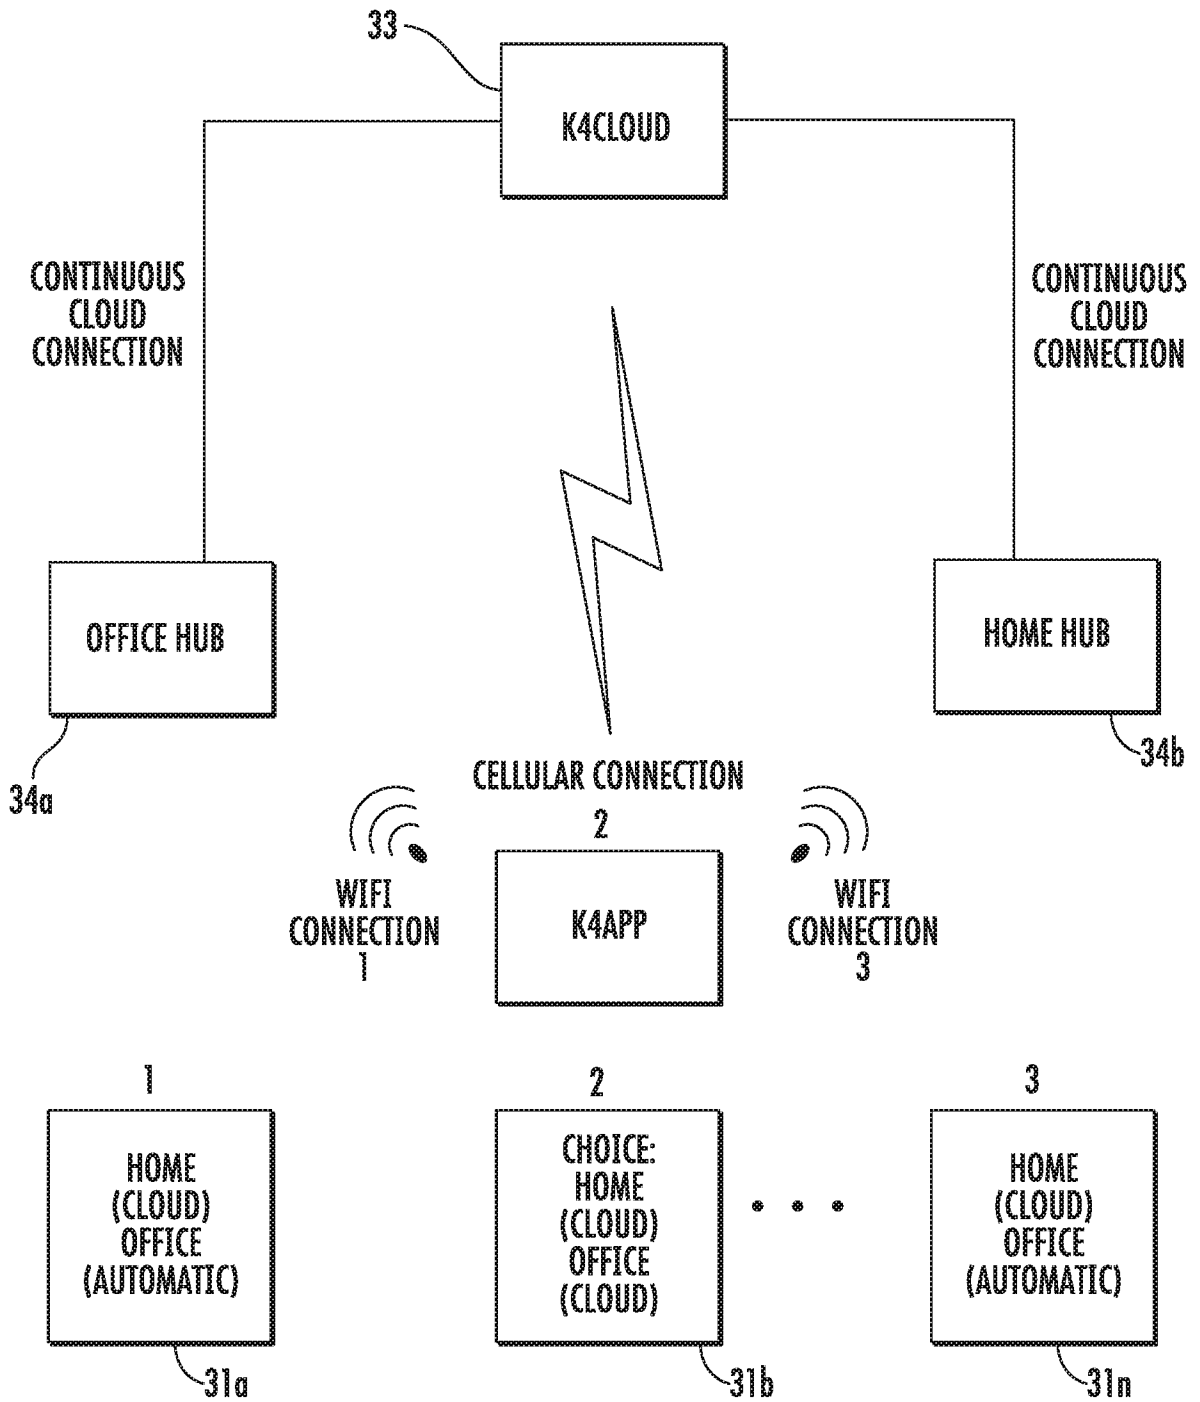 33
K4CLOUD
CONTINUOUS
CLOUD
CONNECTION
CONTINUOUS
CLOUD
CONNECTION
OFFICE HUB
HOME HUB
34a
34b
CELLULAR CONNECTION
2
WIFI
CONNECTION
1
K4APP
WIFI
CONNECTION
3
1
HOME
(CLOUD)
OFFICE
(AUTOMATIC)
31a
2
CHOICE:
HOME
(CLOUD)
OFFICE
(CLOUD)
31b
3
HOME
(CLOUD)
OFFICE
(AUTOMATIC)
31n